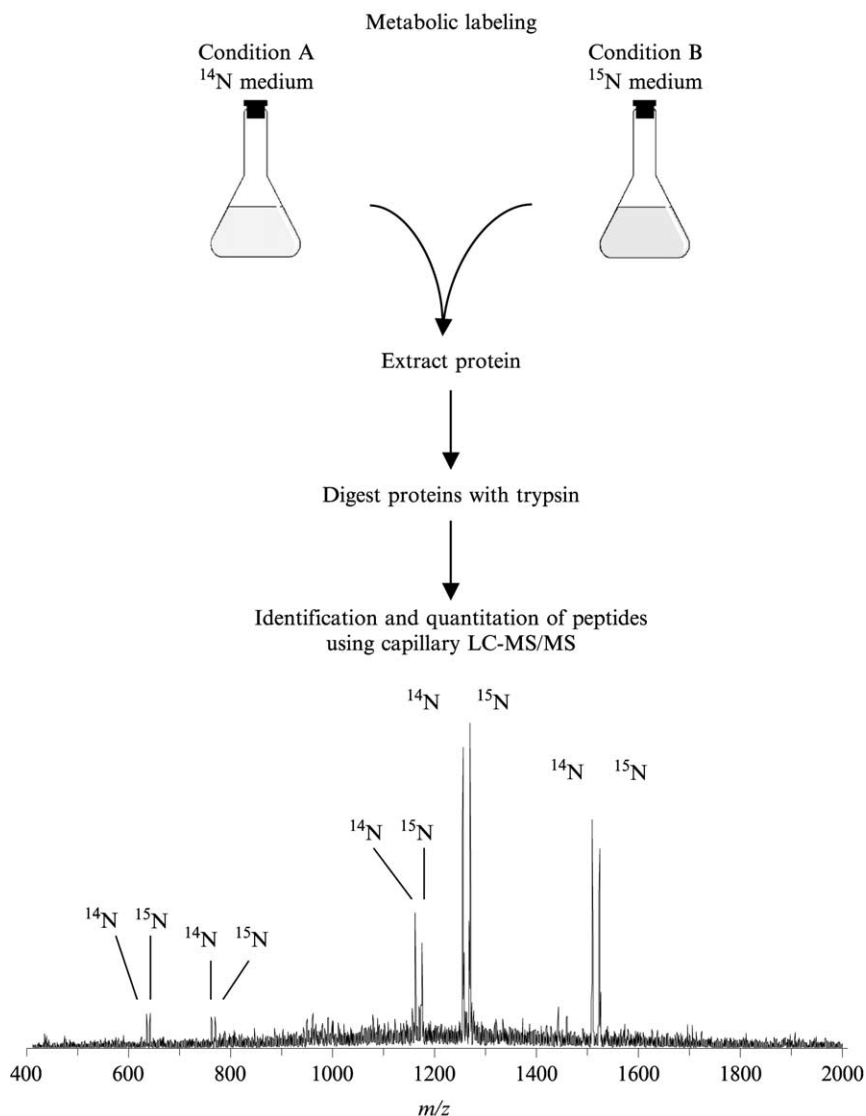 Metabolic labeling
Condition A
¹⁴N medium
Condition B
¹⁵N medium
Extract protein
Digest proteins with trypsin
Identification and quantitation of peptides
using capillary LC-MS/MS
¹⁴N ¹⁵N
¹⁴N ¹⁵N
¹⁴N ¹⁵N
¹⁴N ¹⁵N
¹⁴N ¹⁵N
400 600 800 1000 1200 1400 1600 1800 2000
m/z